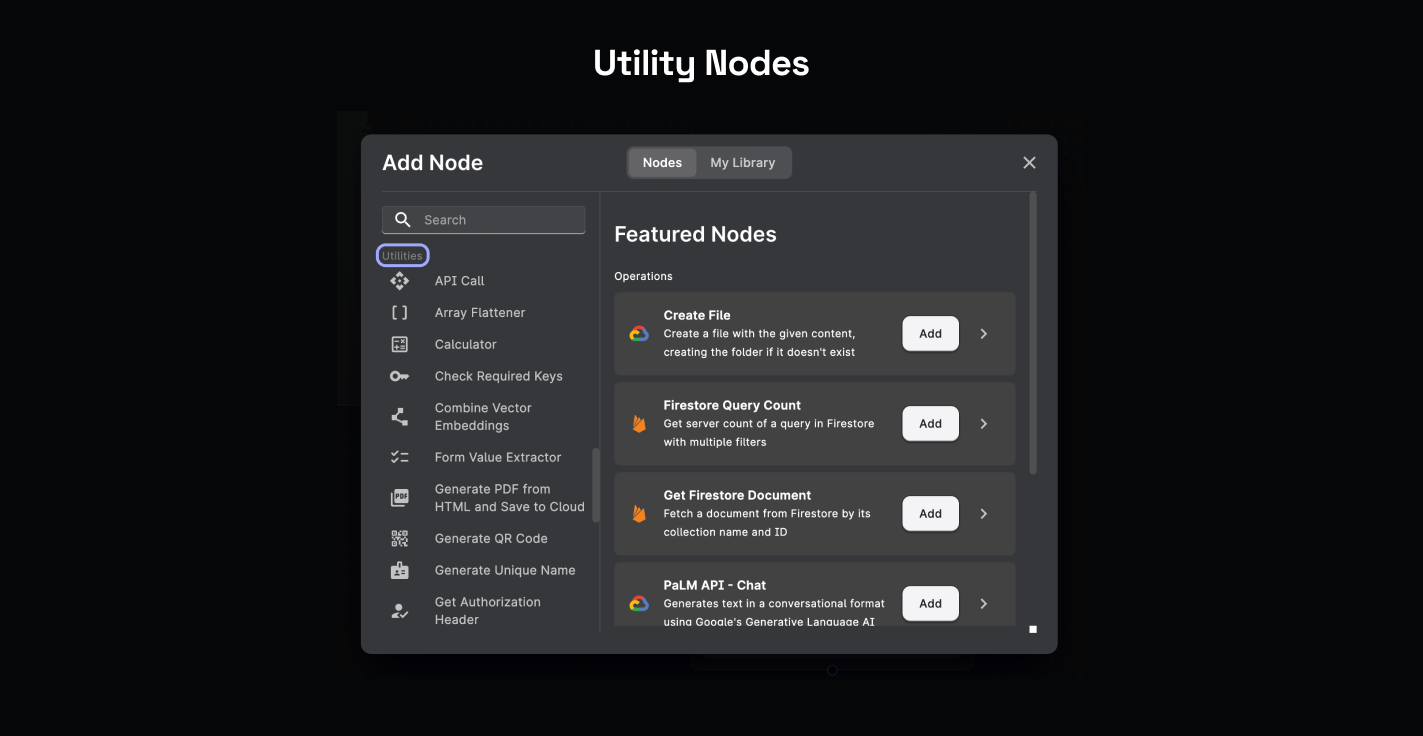 Utility Nodes
Add Node
Nodes
My Library
Search
Utilities
API Call
Array Flattener
Calculator
Check Required Keys
Combine Vector
Embeddings
Form Value Extractor
Generate PDF from
HTML and Save to Cloud
Generate QR Code
Generate Unique Name
Get Authorization
Header
Featured Nodes
Operations
Create File
Create a file with the given content,
creating the folder if it doesn't exist
Add
Firestore Query Count
Get server count of a query in Firestore
with multiple filters
Add
Get Firestore Document
Fetch a document from Firestore by its
collection name and ID
Add
PaLM API - Chat
Generates text in a conversational format
using Google's Generative Language AI
Add
PDF